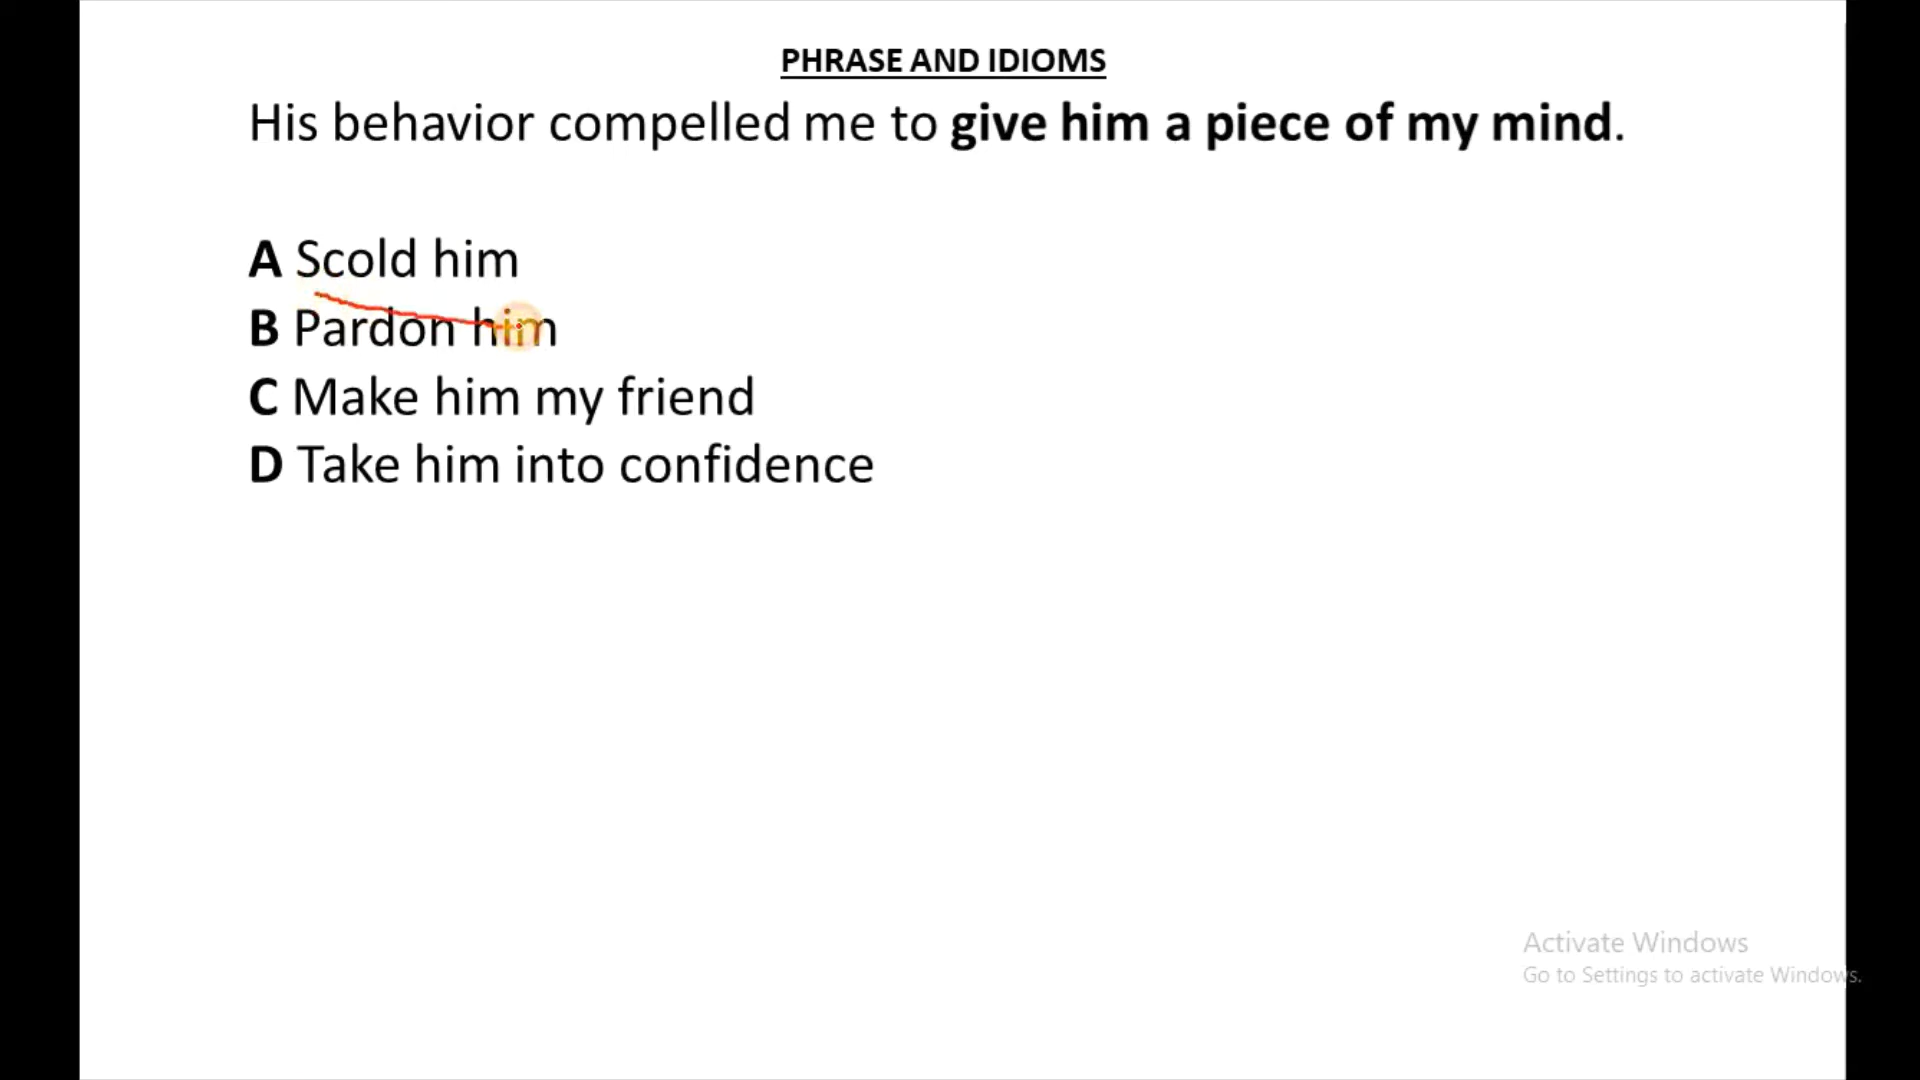 PHRASE AND IDIOMS
His behavior compelled me to give him a piece of my mind.
A Scold him
B Pardon him
C Make him my friend
D Take him into confidence
Activate Windows
Go to Settings to activate Windows.